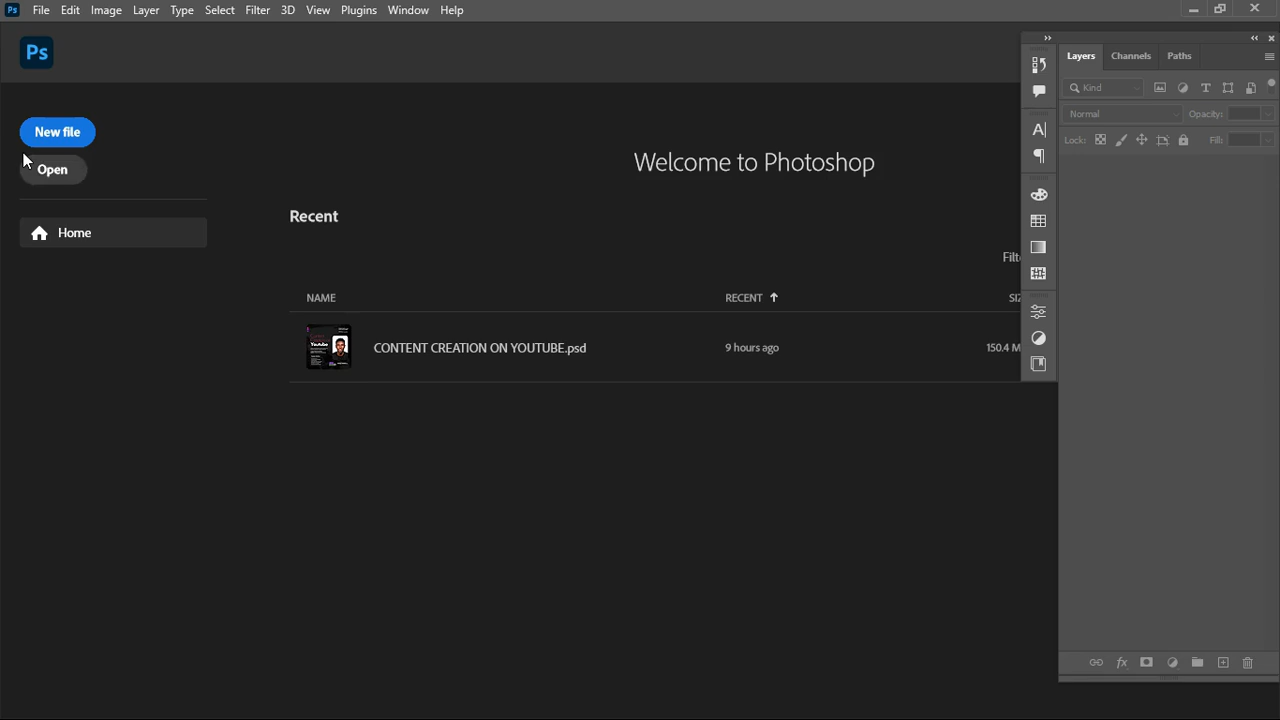 Ps File Edit Image Layer Type Select Filter 3D View Plugins Window Help
Ps
Layers Channels Paths
Kind
Normal Opacity:
Lock: Fill:
New file
Open
Home
Welcome to Photoshop
Recent
NAME RECENT
CONTENT CREATION ON YOUTUBE.psd 9 hours ago 150.4 M